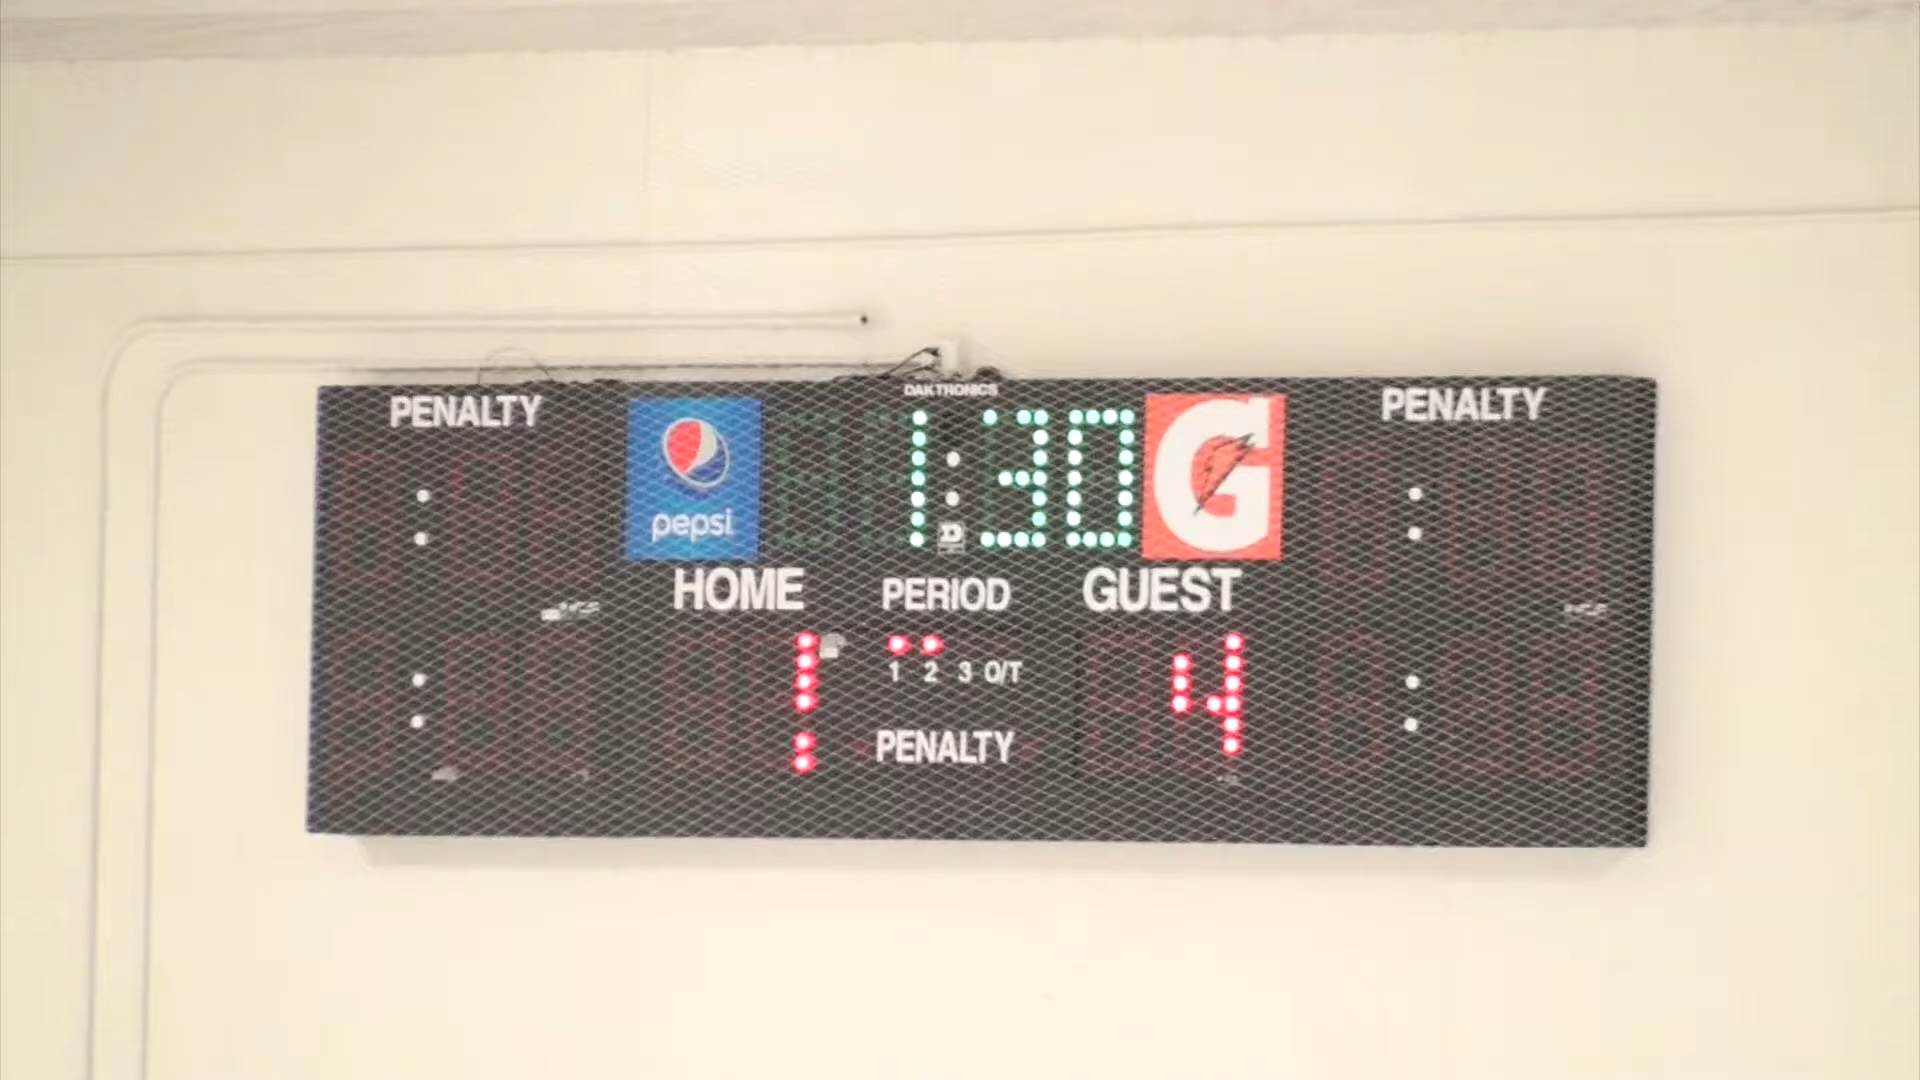 DAKTRONICS
PENALTY
pepsi
1:30
G
PENALTY
HOME
PERIOD
GUEST
1
1 2 3 O/T
4
PENALTY